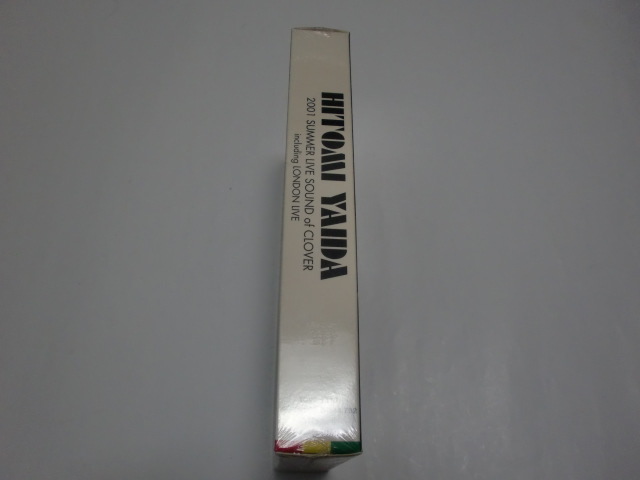 HITOMI YAIDA
2001 SUMMER LIVE SOUND of CLOVER
including LONDON LIVE